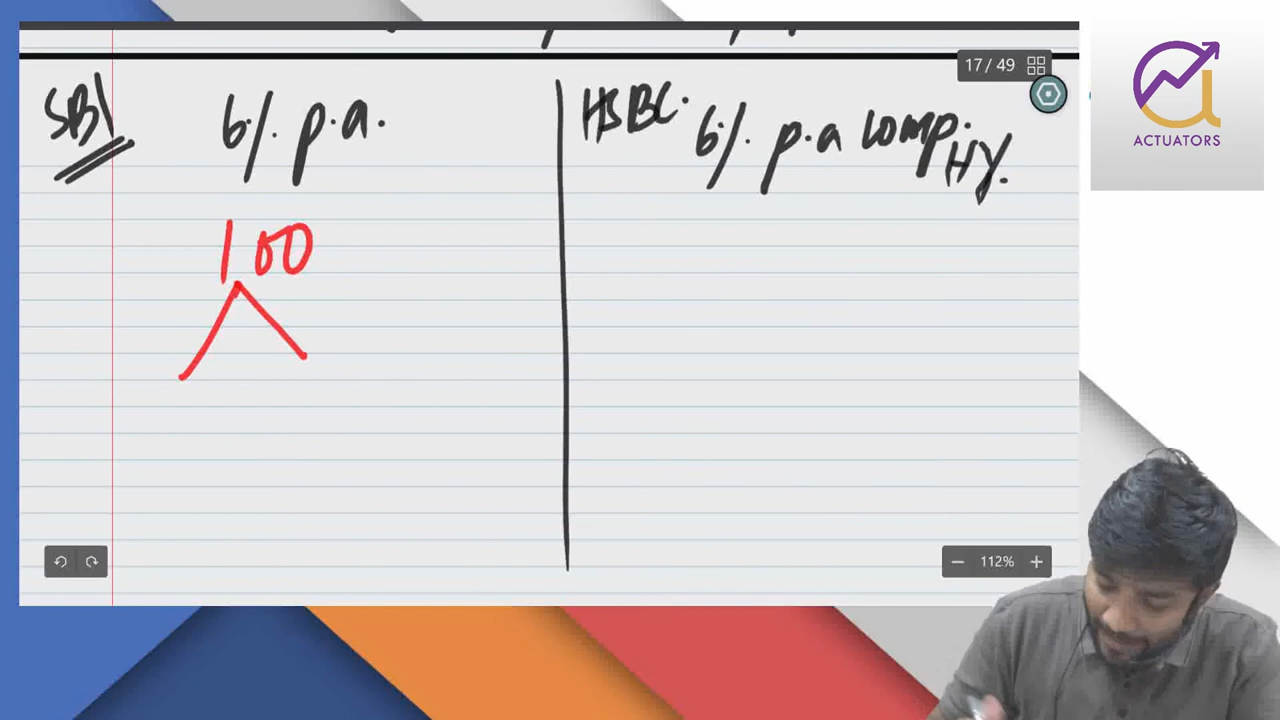 SBI
6% p.a.
100
HSBC. 6% p.a comp. HY.
17 / 49
112%
ACTUATORS